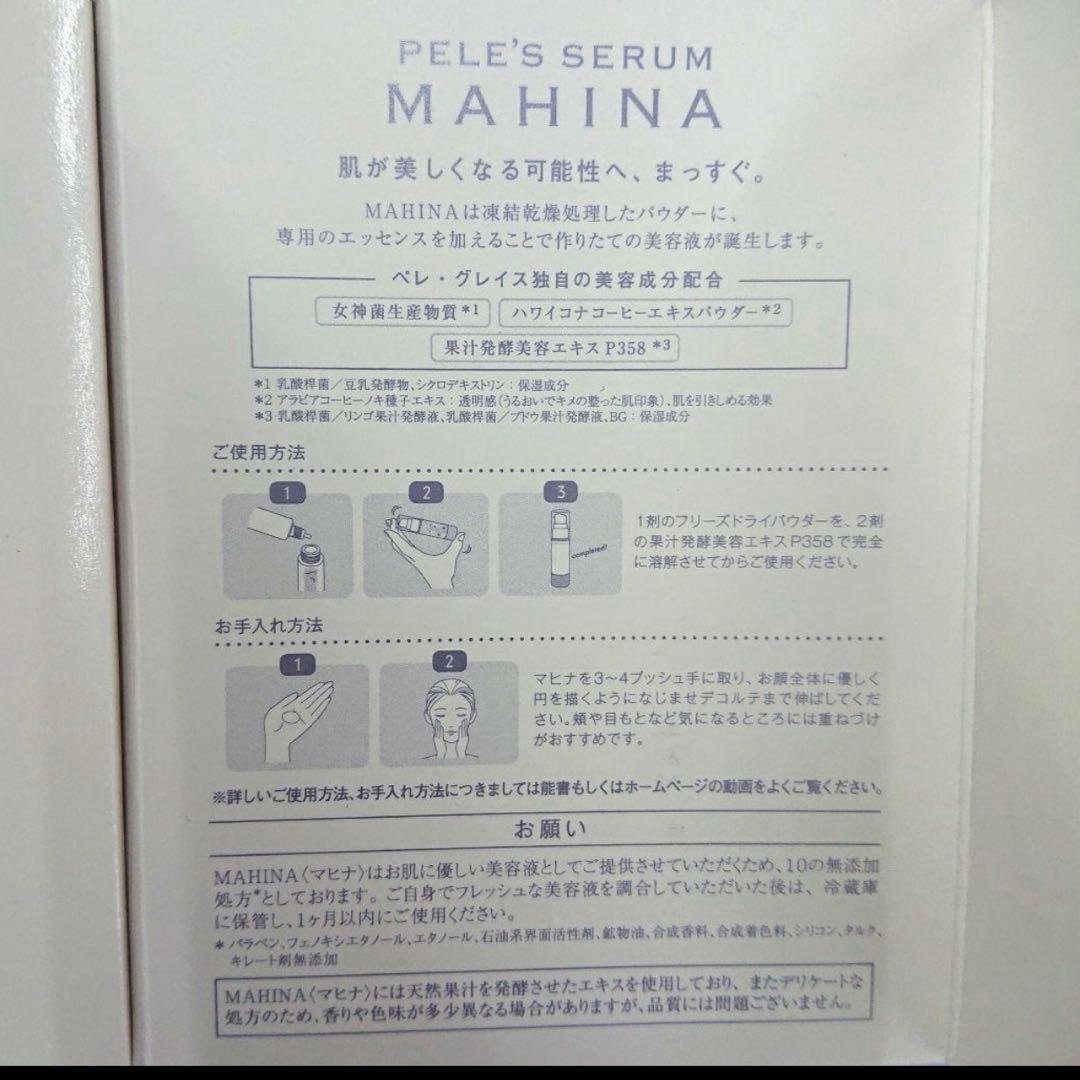 PELE'S SERUM
MAHINA
肌が美しくなる可能性へ、まっすぐ。
MAHINAは凍結乾燥処理したパウダーに、
専用のエッセンスを加えることで作りたての美容液が誕生します。
ペレ・グレイス独自の美容成分配合
女神菌生産物質*1 ハワイコナコーヒーエキスパウダー*2
果汁発酵美容エキスP358 *3
*1 乳酸桿菌/豆乳発酵物、シクロデキストリン：保湿成分
*2 アラビアコーヒーノキ種子エキス：透明感(うるおいでキメの整った肌印象)、肌を引きしめる効果
*3 乳酸桿菌/リンゴ果汁発酵液、乳酸桿菌/ブドウ果汁発酵液、BG：保湿成分
ご使用方法
1 2 3
completed!
1剤のフリーズドライパウダーを、2剤
の果汁発酵美容エキスP358で完全
に溶解させてからご使用ください。
お手入れ方法
1 2
マヒナを3〜4プッシュ手に取り、お顔全体に優しく
円を描くようになじませデコルテまで伸ばしてくだ
さい。頬や目もとなど気になるところには重ねづけ
がおすすめです。
※詳しいご使用方法、お手入れ方法につきましては能書もしくはホームページの動画をよくご覧ください。
お願い
MAHINA〈マヒナ〉はお肌に優しい美容液としてご提供させていただくため、10の無添加
処方*としております。ご自身でフレッシュな美容液を調合していただいた後は、冷蔵庫
に保管し、1ヶ月以内にご使用ください。
* パラベン、フェノキシエタノール、エタノール、石油系界面活性剤、鉱物油、合成香料、合成着色料、シリコン、タルク、
キレート剤無添加
MAHINA〈マヒナ〉には天然果汁を発酵させたエキスを使用しており、またデリケートな
処方のため、香りや色味が多少異なる場合がありますが、品質には問題ございません。